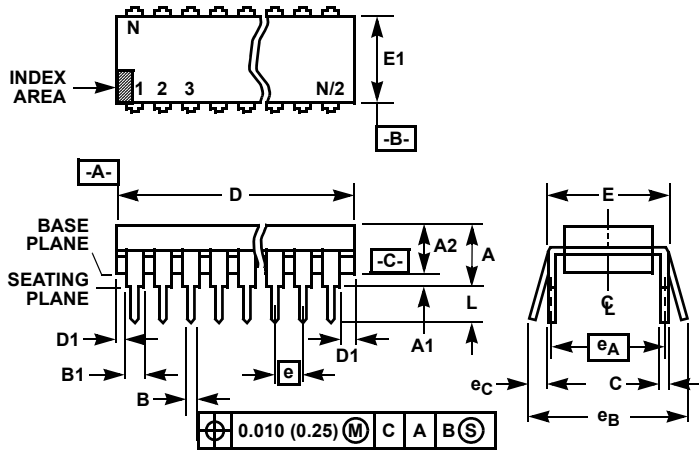 N
E1
INDEX
AREA
1 2 3 N/2
-B-
-A-
D
E
BASE
PLANE
A2
A
-C-
SEATING
PLANE
L
℄
D1
D1
A1
eA
B1
e
eC
C
B
eB
⌖ 0.010 (0.25) Ⓜ C A B Ⓢ